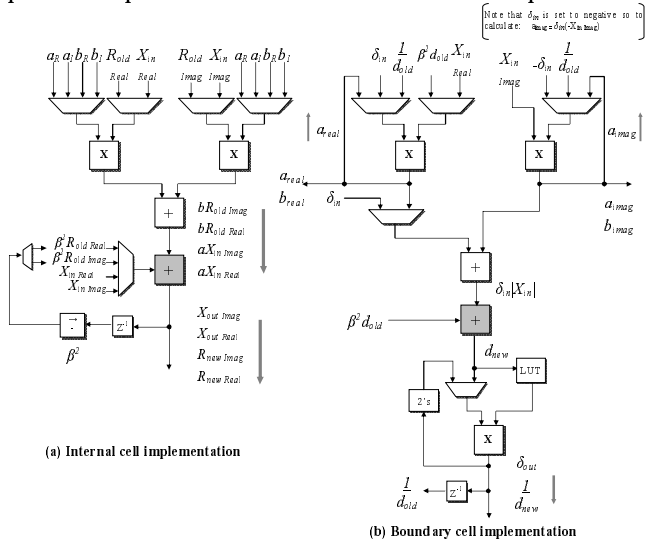 Note that δin is set to negative so to
calculate: aimag = δin(-Xin Imag)
aR aI bR bI Rold Real Xin Real Rold Imag Xin Imag aR aI bR bI
δin 1/dold β²dold Xin Real Xin Imag -δin 1/dold
areal
aimag
X X X X
areal
breal
δin
aimag
bimag
+
bRold Imag
bRold Real
aXin Imag
aXin Real
+
β²Rold Real
β²Rold Imag
Xin Real
Xin Imag
+
δin|Xin|
β²dold
+
Xout Imag
Xout Real
Rnew Imag
Rnew Real
Z⁻¹
β²
dnew
LUT
2's
X
δout
1/dold
Z⁻¹
1/dnew
(a) Internal cell implementation
(b) Boundary cell implementation